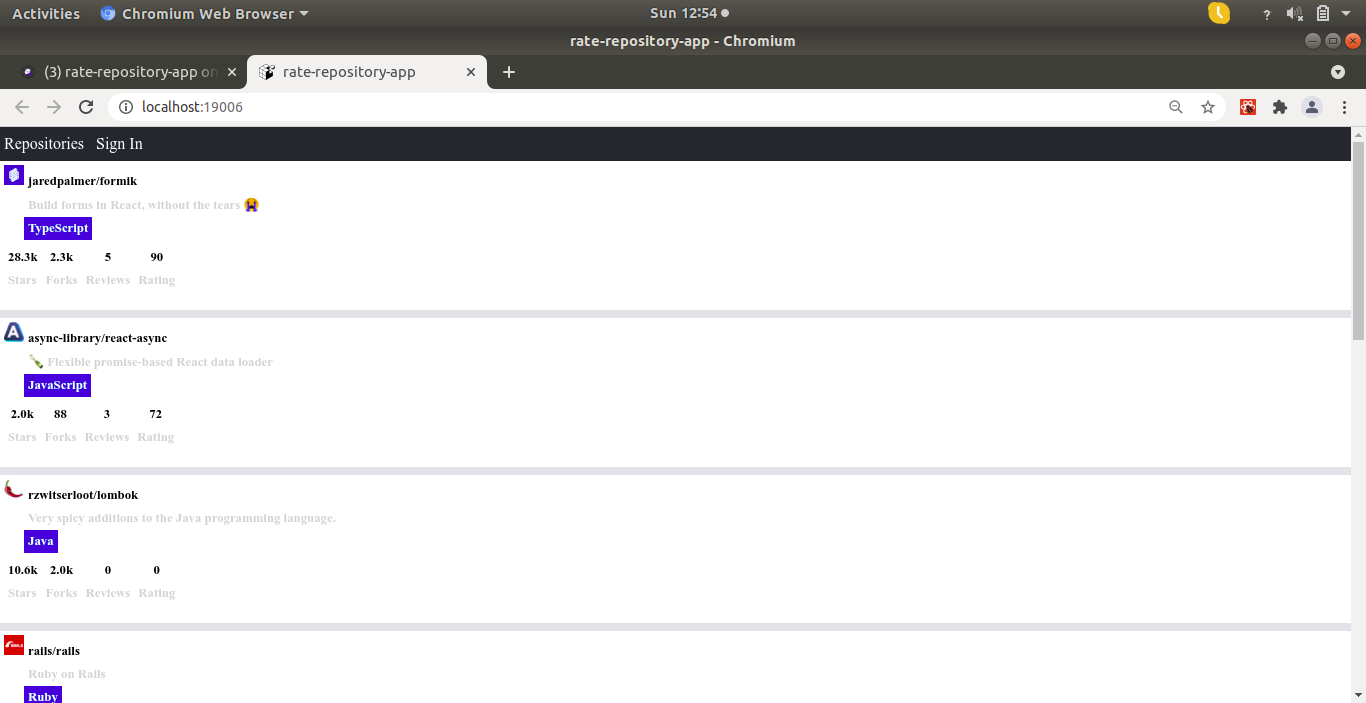 Activities Chromium Web Browser Sun 12:54
rate-repository-app - Chromium
(3) rate-repository-app on rate-repository-app
localhost:19006
Repositories Sign In
jaredpalmer/formik
Build forms in React, without the tears 😭
TypeScript
28.3k 2.3k 5 90
Stars Forks Reviews Rating
async-library/react-async
🍾 Flexible promise-based React data loader
JavaScript
2.0k 88 3 72
Stars Forks Reviews Rating
rzwitserloot/lombok
Very spicy additions to the Java programming language.
Java
10.6k 2.0k 0 0
Stars Forks Reviews Rating
rails/rails
Ruby on Rails
Ruby